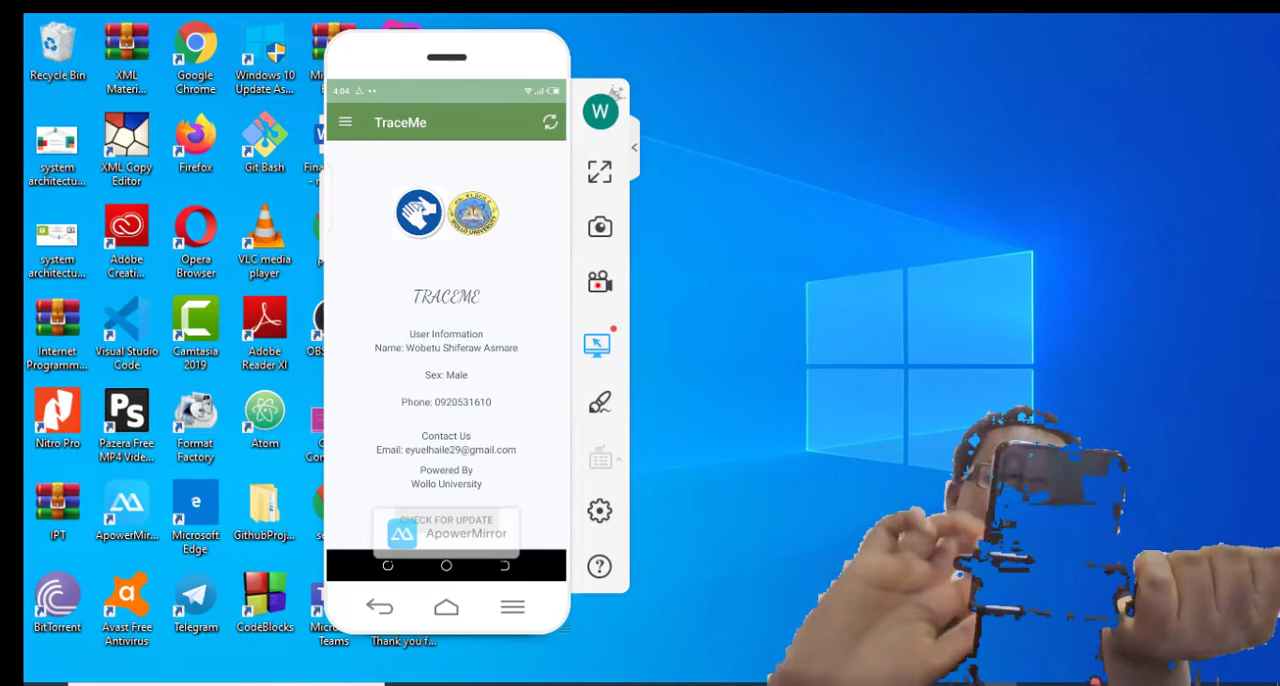 Recycle Bin
XML
Materi...
Google
Chrome
Windows 10
Update As...
system
architectu...
XML Copy
Editor
Firefox
Git Bash
system
architectu...
Adobe
Creati...
Opera
Browser
VLC media
player
Internet
Programm...
Visual Studio
Code
Camtasia
2019
Adobe
Reader XI
Nitro Pro
Ps
Pazera Free
MP4 Vide...
Format
Factory
Atom
IPT
ApowerMir...
Microsoft
Edge
GithubProj...
BitTorrent
Avast Free
Antivirus
Telegram
CodeBlocks
Teams
Thank you f...
4:04
TraceMe
WOLLO UNIVERSITY
TRACEME
User Information
Name: Wobetu Shiferaw Asmare
Sex: Male
Phone: 0920531610
Contact Us
Email: eyuelhaile29@gmail.com
Powered By
Wollo University
CHECK FOR UPDATE
ApowerMirror
W